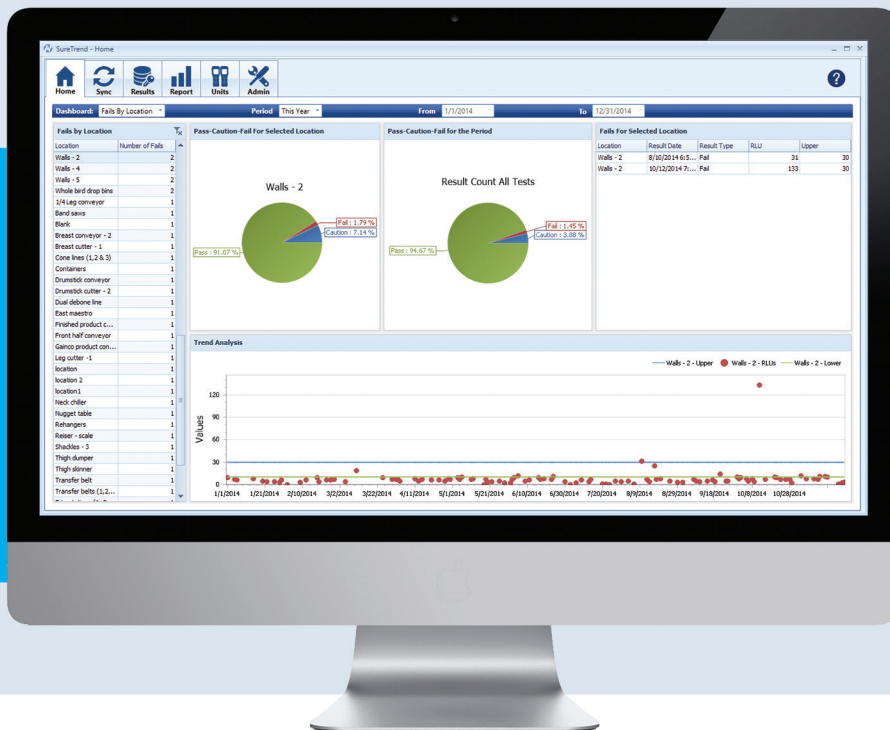 SureTrend - Home
Home Sync Results Report Units Admin
Dashboard: Fails By Location Period This Year From 1/1/2014 To 12/31/2014
Fails by Location
Location Number of Fails
Walls - 2 2
Walls - 4 2
Walls - 5 2
Whole bird drop bins 2
1/4 Leg conveyor 1
Band saws 1
Blank 1
Breast conveyor - 2 1
Breast cutter - 1 1
Cone lines (1,2 & 3) 1
Containers 1
Drumstick conveyor 1
Drumstick cutter - 2 1
Dual debone line 1
East maestro 1
Finished product c... 1
Front half conveyor 1
Gainco product con... 1
Leg cutter -1 1
location 1
location 2 1
location1 1
Neck chiller 1
Nugget table 1
Rehangers 1
Reiser - scale 1
Shackles - 3 1
Thigh dumper 1
Thigh skinner 1
Transfer belt 1
Transfer belts (1,2... 1
Pass-Caution-Fail For Selected Location
Walls - 2
Fail : 1.79 %
Caution : 7.14 %
Pass : 91.07 %
Pass-Caution-Fail for the Period
Result Count All Tests
Fail : 1.45 %
Caution : 3.88 %
Pass : 94.67 %
Fails For Selected Location
Location Result Date Result Type RLU Upper
Walls - 2 8/10/2014 6:5... Fail 31 30
Walls - 2 10/12/2014 7:... Fail 133 30
Trend Analysis
Walls - 2 - Upper Walls - 2 - RLUs Walls - 2 - Lower
Values
120
90
60
30
0
1/1/2014 1/21/2014 2/10/2014 3/2/2014 3/22/2014 4/11/2014 5/1/2014 5/21/2014 6/10/2014 6/30/2014 7/20/2014 8/9/2014 8/29/2014 9/18/2014 10/8/2014 10/28/2014